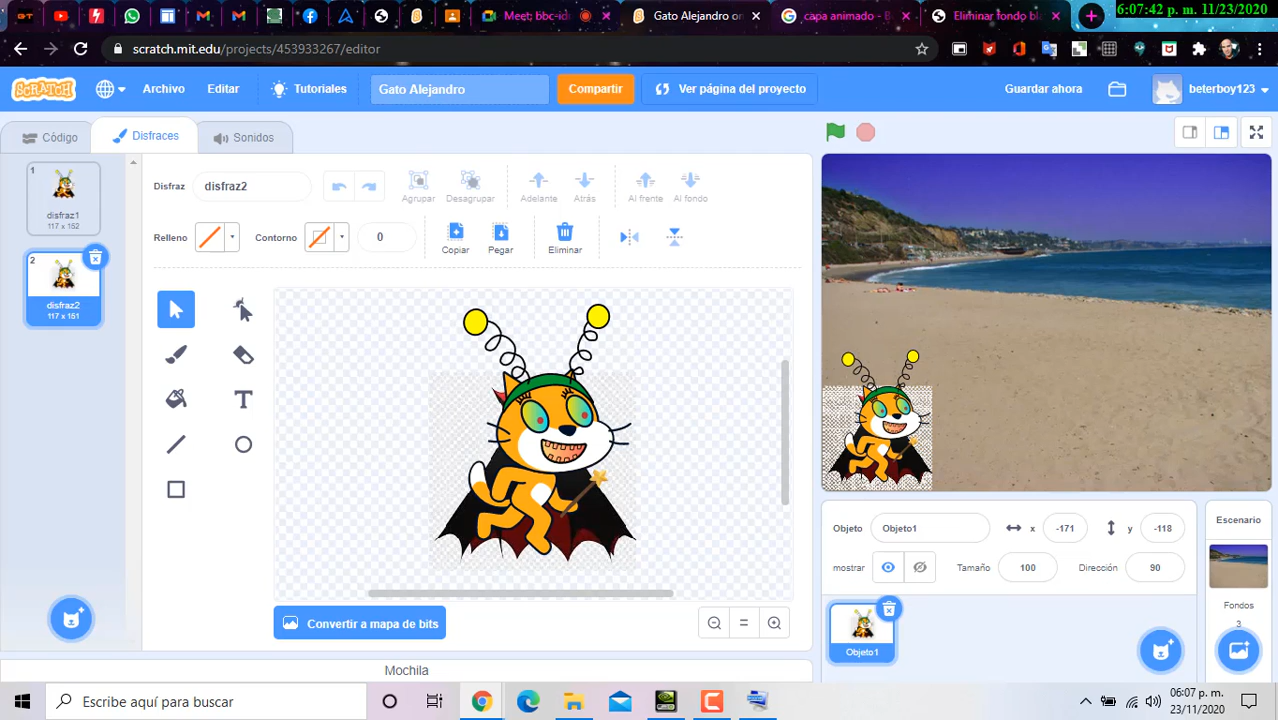 6:07:42 p. m. 11/23/2020
Meet: bbc-id
Gato Alejandro on
capa animado - B
Eliminar fondo bla
scratch.mit.edu/projects/453933267/editor
SCRATCH
Archivo
Editar
Tutoriales
Gato Alejandro
Compartir
Ver página del proyecto
Guardar ahora
beterboy123
Código
Disfraces
Sonidos
1
disfraz1
117 x 152
2
disfraz2
117 x 151
Disfraz
disfraz2
Agrupar
Desagrupar
Adelante
Atrás
Al frente
Al fondo
Relleno
Contorno
0
Copiar
Pegar
Eliminar
T
Convertir a mapa de bits
Mochila
Objeto
Objeto1
x
-171
y
-118
mostrar
Tamaño
100
Dirección
90
Objeto1
Escenario
Fondos
3
Escribe aquí para buscar
06:07 p. m.
23/11/2020